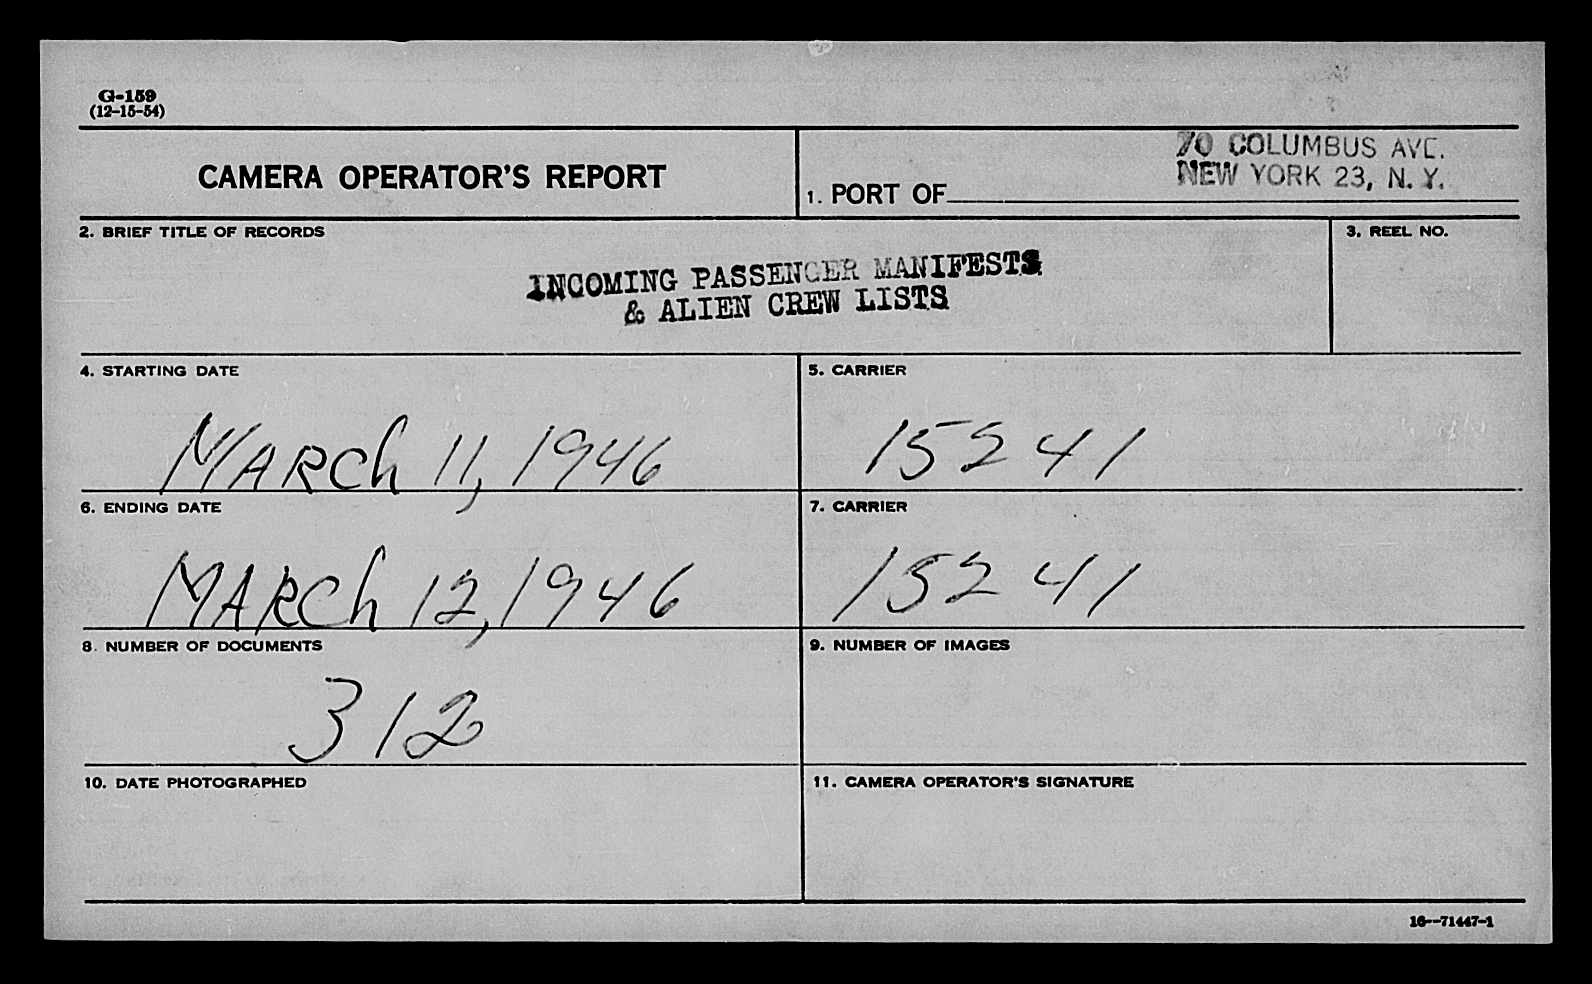 G-159
(12-15-54)
CAMERA OPERATOR'S REPORT
70 COLUMBUS AVE.
NEW YORK 23, N. Y.
1. PORT OF
2. BRIEF TITLE OF RECORDS
3. REEL NO.
INCOMING PASSENGER MANIFESTS
& ALIEN CREW LISTS
4. STARTING DATE
5. CARRIER
MARCh 11, 1946
15241
6. ENDING DATE
7. CARRIER
MARCh 12, 1946
15241
8. NUMBER OF DOCUMENTS
9. NUMBER OF IMAGES
312
10. DATE PHOTOGRAPHED
11. CAMERA OPERATOR'S SIGNATURE
16—71447-1